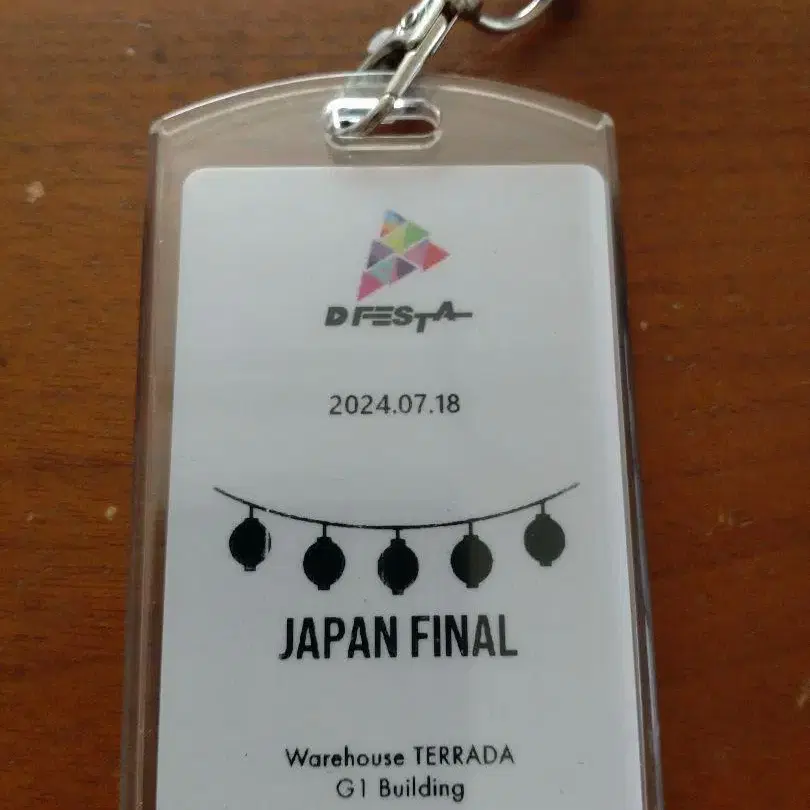 D FESTA
2024.07.18
JAPAN FINAL
Warehouse TERRADA
G1 Building